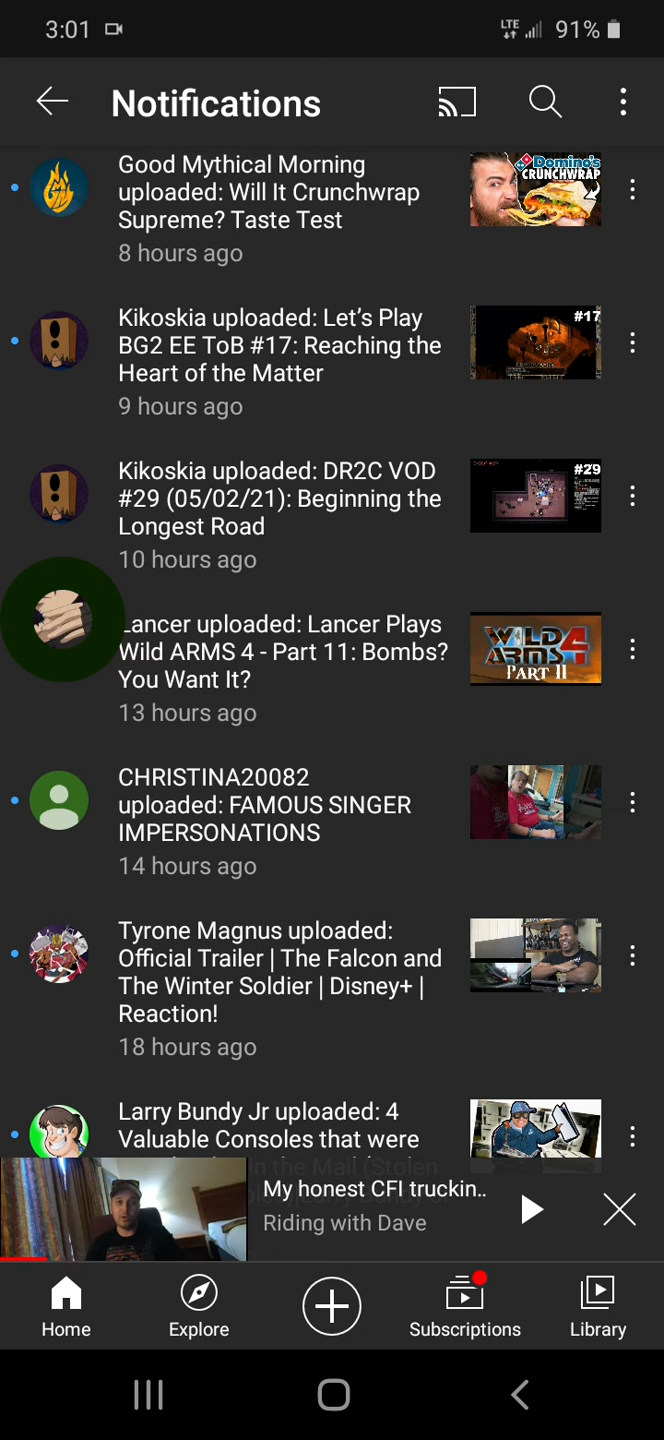 3:01
LTE
91%
Notifications
Good Mythical Morning
uploaded: Will It Crunchwrap
Supreme? Taste Test
8 hours ago
Domino's
CRUNCHWRAP
Kikoskia uploaded: Let’s Play
BG2 EE ToB #17: Reaching the
Heart of the Matter
9 hours ago
#17
Kikoskia uploaded: DR2C VOD
#29 (05/02/21): Beginning the
Longest Road
10 hours ago
#29
Lancer uploaded: Lancer Plays
Wild ARMS 4 - Part 11: Bombs?
You Want It?
13 hours ago
WILD
ARMS 4
PART 11
CHRISTINA20082
uploaded: FAMOUS SINGER
IMPERSONATIONS
14 hours ago
Tyrone Magnus uploaded:
Official Trailer | The Falcon and
The Winter Soldier | Disney+ |
Reaction!
18 hours ago
Larry Bundy Jr uploaded: 4
Valuable Consoles that were
in the Mail (Stolen
My honest CFI truckin..
Riding with Dave
Home
Explore
Subscriptions
Library